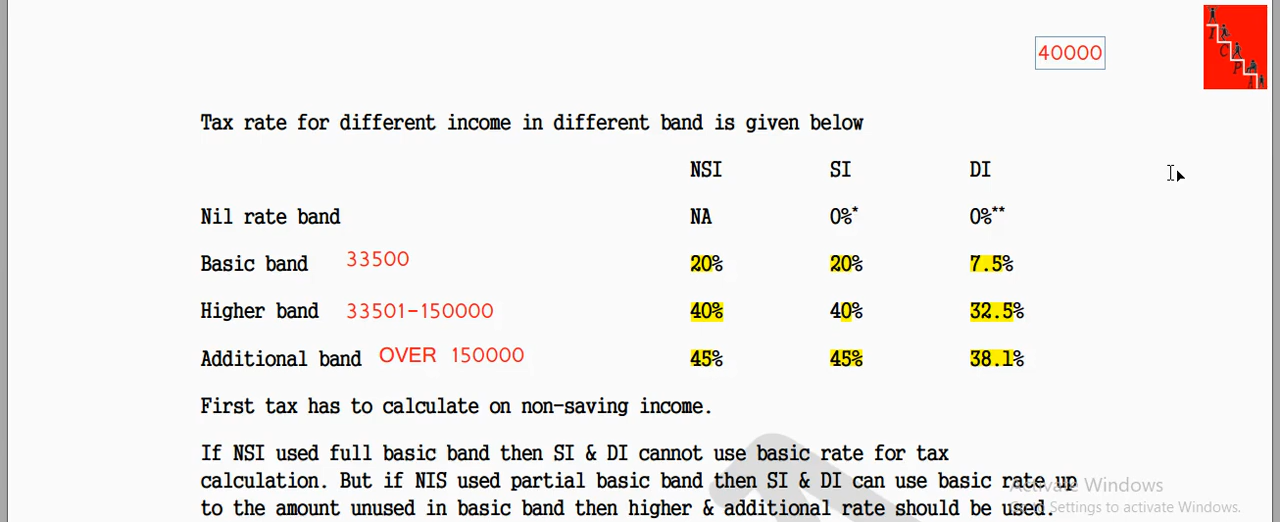 40000
I
C
P
A
Tax rate for different income in different band is given below
NSI SI DI
Nil rate band NA 0%* 0%**
Basic band 33500 20% 20% 7.5%
Higher band 33501-150000 40% 40% 32.5%
Additional band OVER 150000 45% 45% 38.1%
First tax has to calculate on non-saving income.
If NSI used full basic band then SI & DI cannot use basic rate for tax
calculation. But if NIS used partial basic band then SI & DI can use basic rate up
to the amount unused in basic band then higher & additional rate should be used.
Activate Windows
Go to Settings to activate Windows.